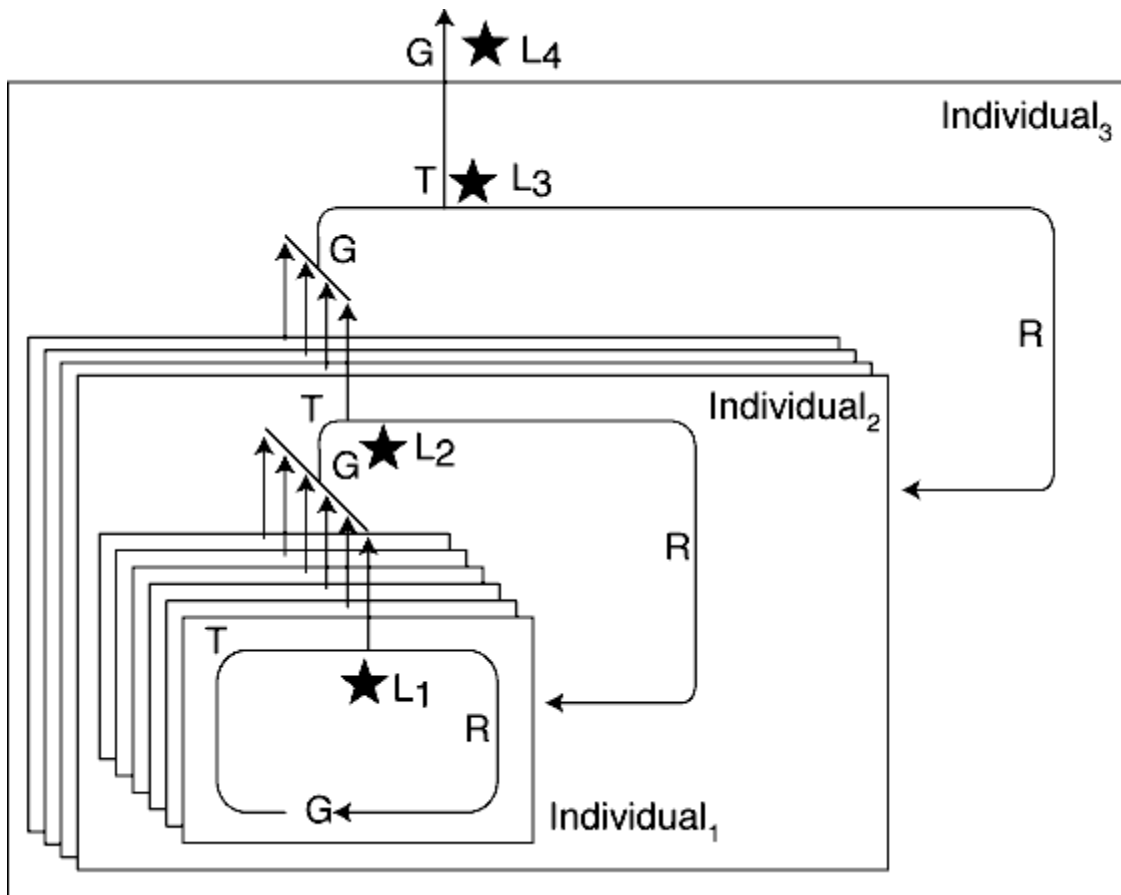 G L4
Individual3
T L3
G
R
Individual2
T
G L2
R
T
L1
R
G
Individual1